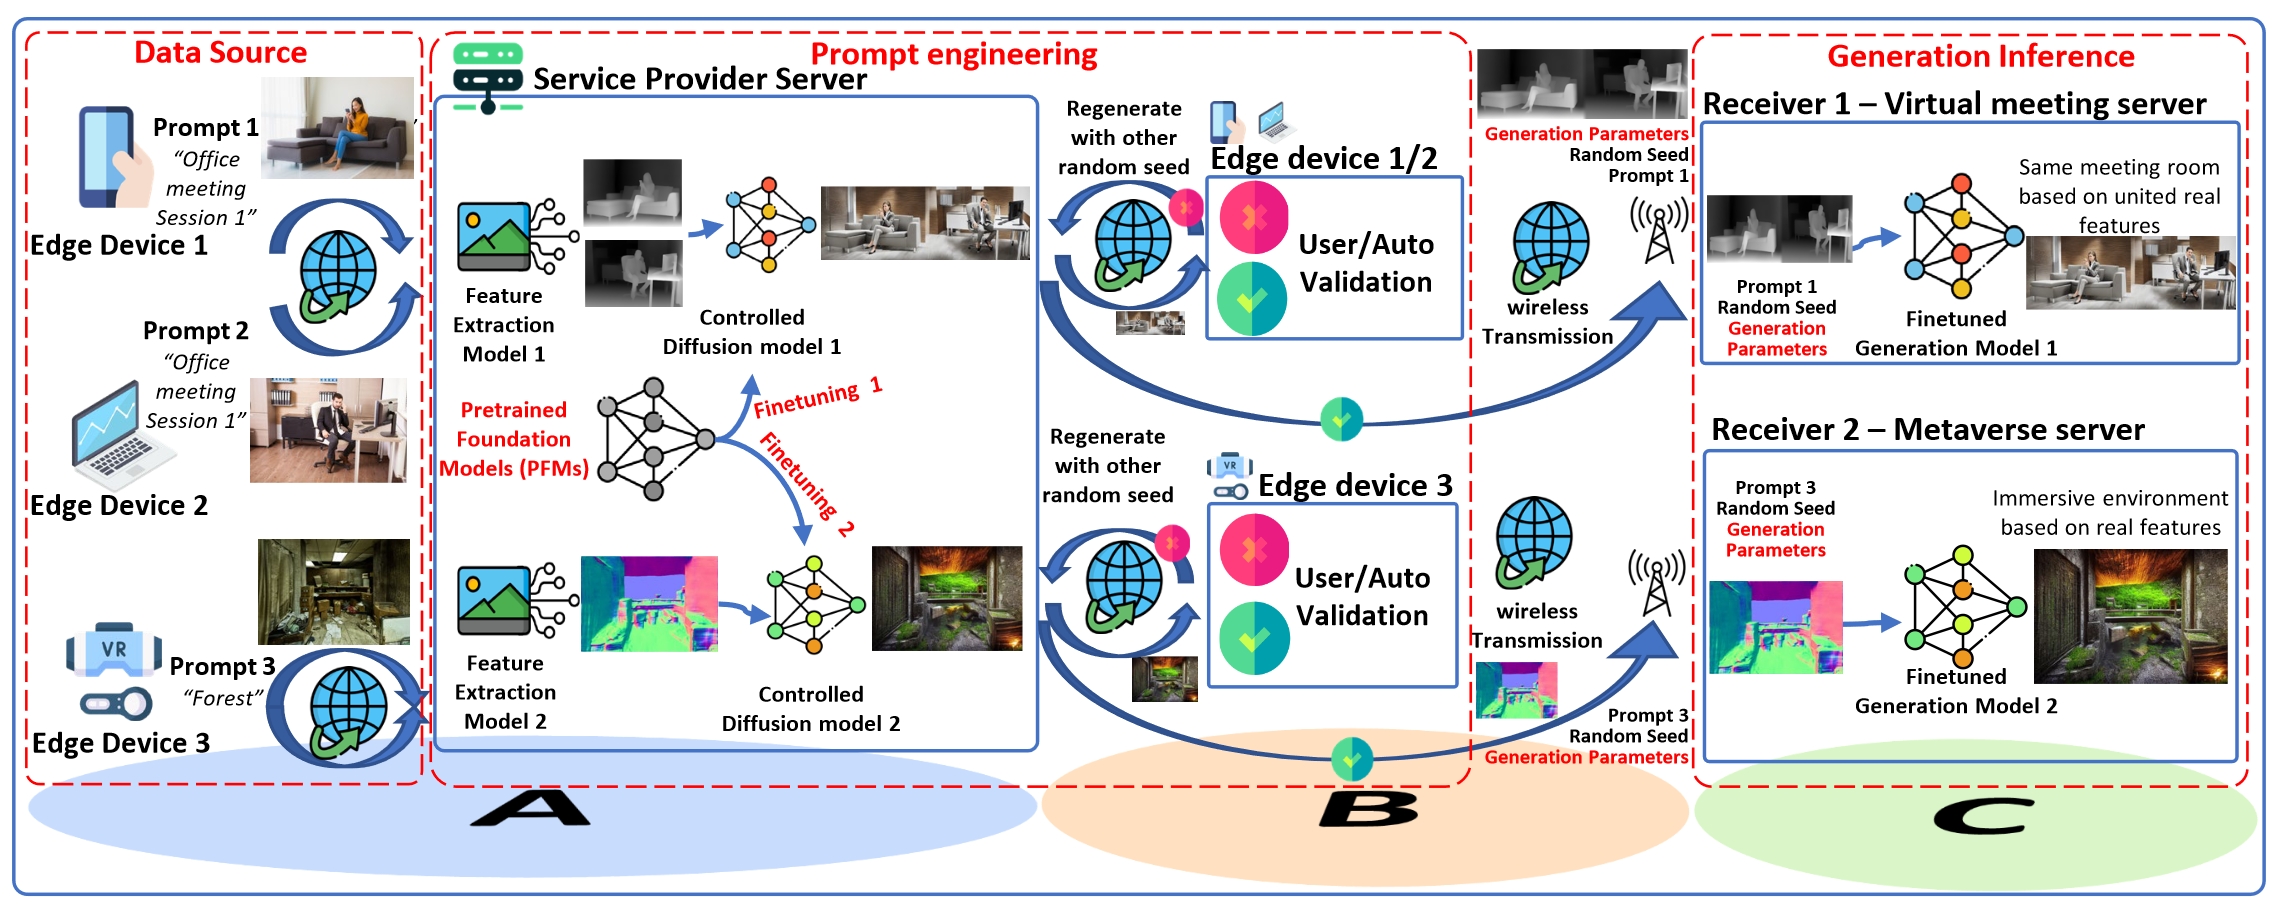 Data Source
Prompt 1
“Office
meeting
Session 1”
Edge Device 1
Prompt 2
“Office
meeting
Session 1”
Edge Device 2
VR
Prompt 3
“Forest”
Edge Device 3
Prompt engineering
Service Provider Server
Feature
Extraction
Model 1
Controlled
Diffusion model 1
Pretrained
Foundation
Models (PFMs)
Finetuning 1
Finetuning 2
Feature
Extraction
Model 2
Controlled
Diffusion model 2
Regenerate
with other
random seed
Edge device 1/2
User/Auto
Validation
Regenerate
with other
random seed
VR
Edge device 3
User/Auto
Validation
Generation Parameters
Random Seed
Prompt 1
wireless
Transmission
wireless
Transmission
Prompt 3
Random Seed
Generation Parameters
Generation Inference
Receiver 1 – Virtual meeting server
Same meeting room
based on united real
features
Prompt 1
Random Seed
Generation
Parameters
Finetuned
Generation Model 1
Receiver 2 – Metaverse server
Prompt 3
Random Seed
Generation
Parameters
Immersive environment
based on real features
Finetuned
Generation Model 2
A
B
C